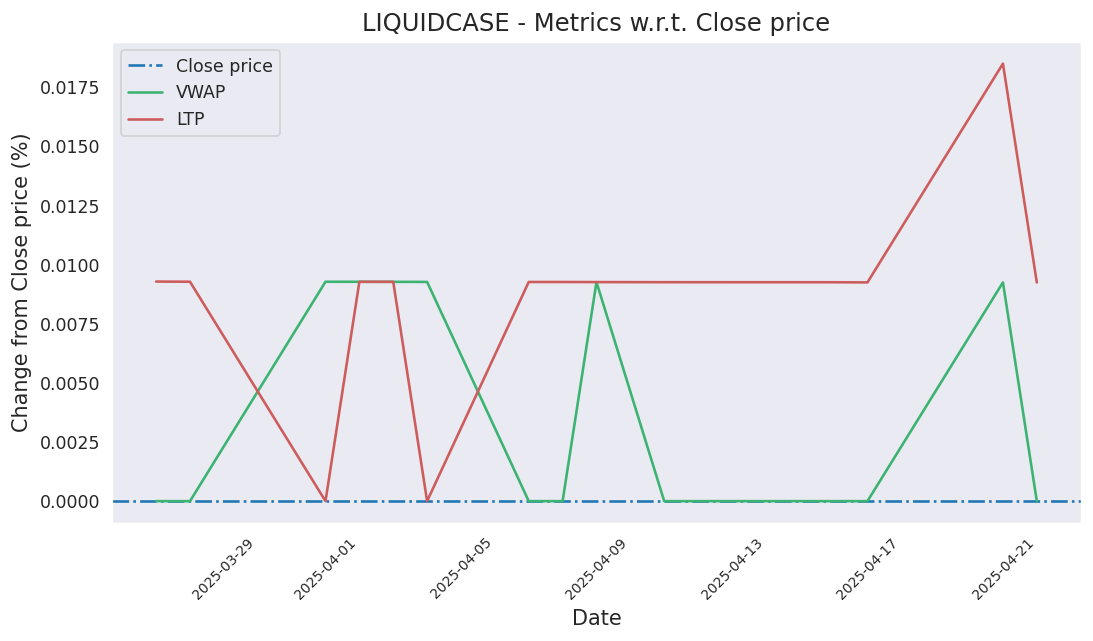 LIQUIDCASE - Metrics w.r.t. Close price
Close price
VWAP
LTP
Change from Close price (%)
0.0175
0.0150
0.0125
0.0100
0.0075
0.0050
0.0025
0.0000
2025-03-29
2025-04-01
2025-04-05
2025-04-09
2025-04-13
2025-04-17
2025-04-21
Date